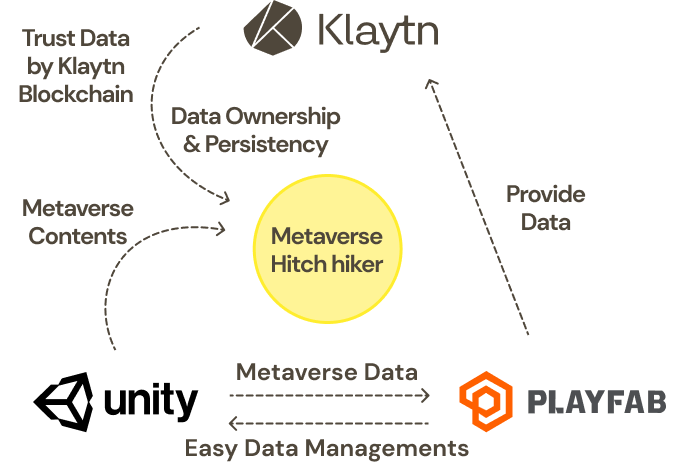 Klaytn
Trust Data
by Klaytn
Blockchain
Data Ownership
& Persistency
Metaverse
Contents
Provide
Data
Metaverse
Hitch hiker
unity
Metaverse Data
PLAYFAB
Easy Data Managements